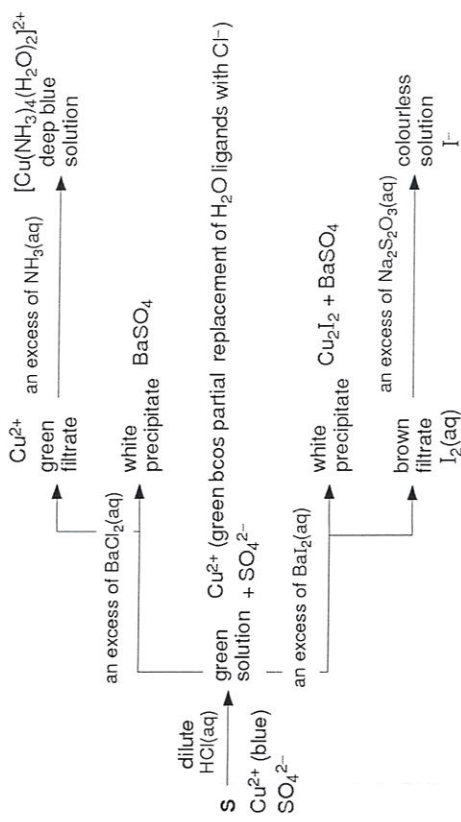 Cu²⁺
green
filtrate
an excess of NH₃(aq)
[Cu(NH₃)₄(H₂O)₂]²⁺
deep blue
solution
an excess of BaCl₂(aq)
white
precipitate
BaSO₄
S
Cu²⁺ (blue)
SO₄²⁻
dilute
HCl(aq)
green
solution
Cu²⁺ (green bcos partial replacement of H₂O ligands with Cl⁻)
+ SO₄²⁻
an excess of BaI₂(aq)
white
precipitate
Cu₂I₂ + BaSO₄
brown
filtrate
I₂(aq)
an excess of Na₂S₂O₃(aq)
colourless
solution
I⁻